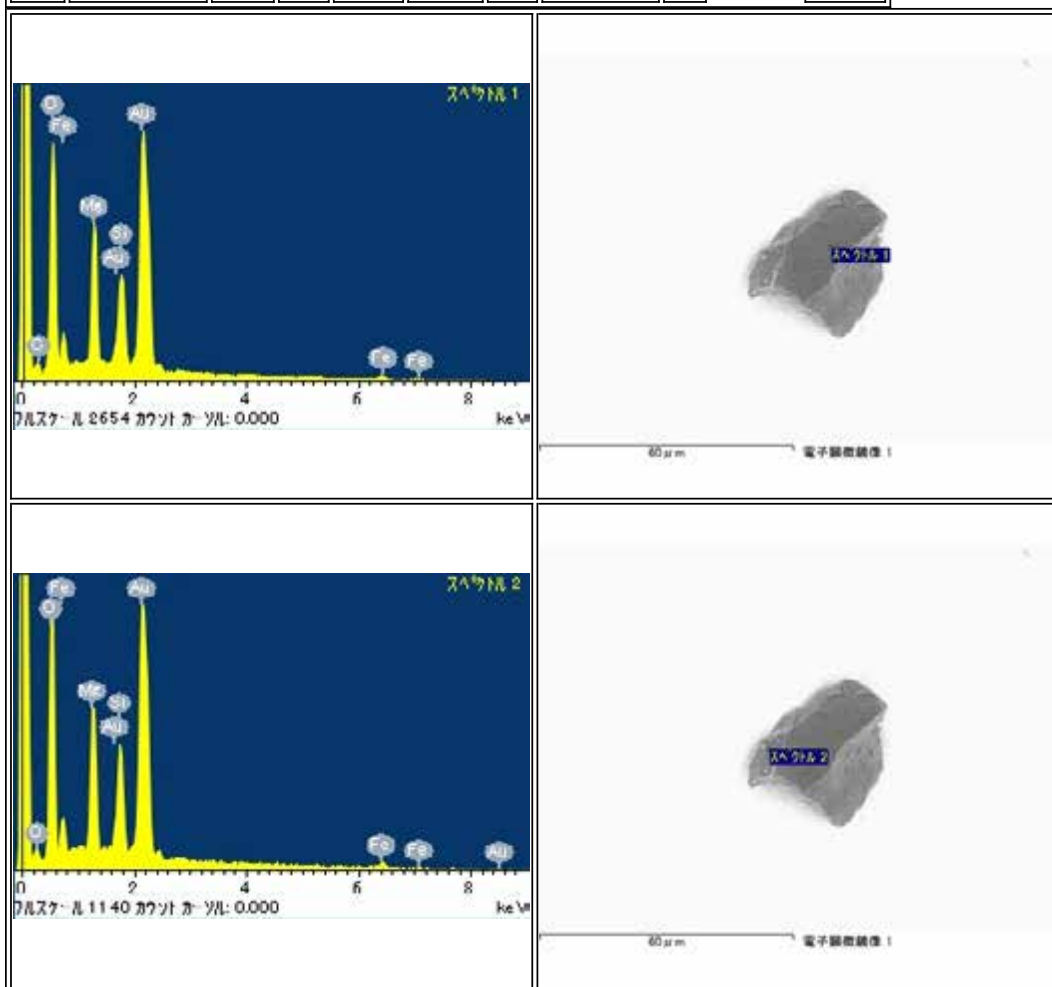 スペクトル 1
O
Fe
Au
Mg
Si
Au
Fe
Fe
0 2 4 6 8
フルスケール 2654 カウント カーソル: 0.000 keV
スペクトル 1
60μm 電子顕微鏡像 1
スペクトル 2
Fe
O
Au
Mg
Si
Au
Fe
Fe
Au
0 2 4 6 8
フルスケール 1140 カウント カーソル: 0.000 keV
スペクトル 2
60μm 電子顕微鏡像 1